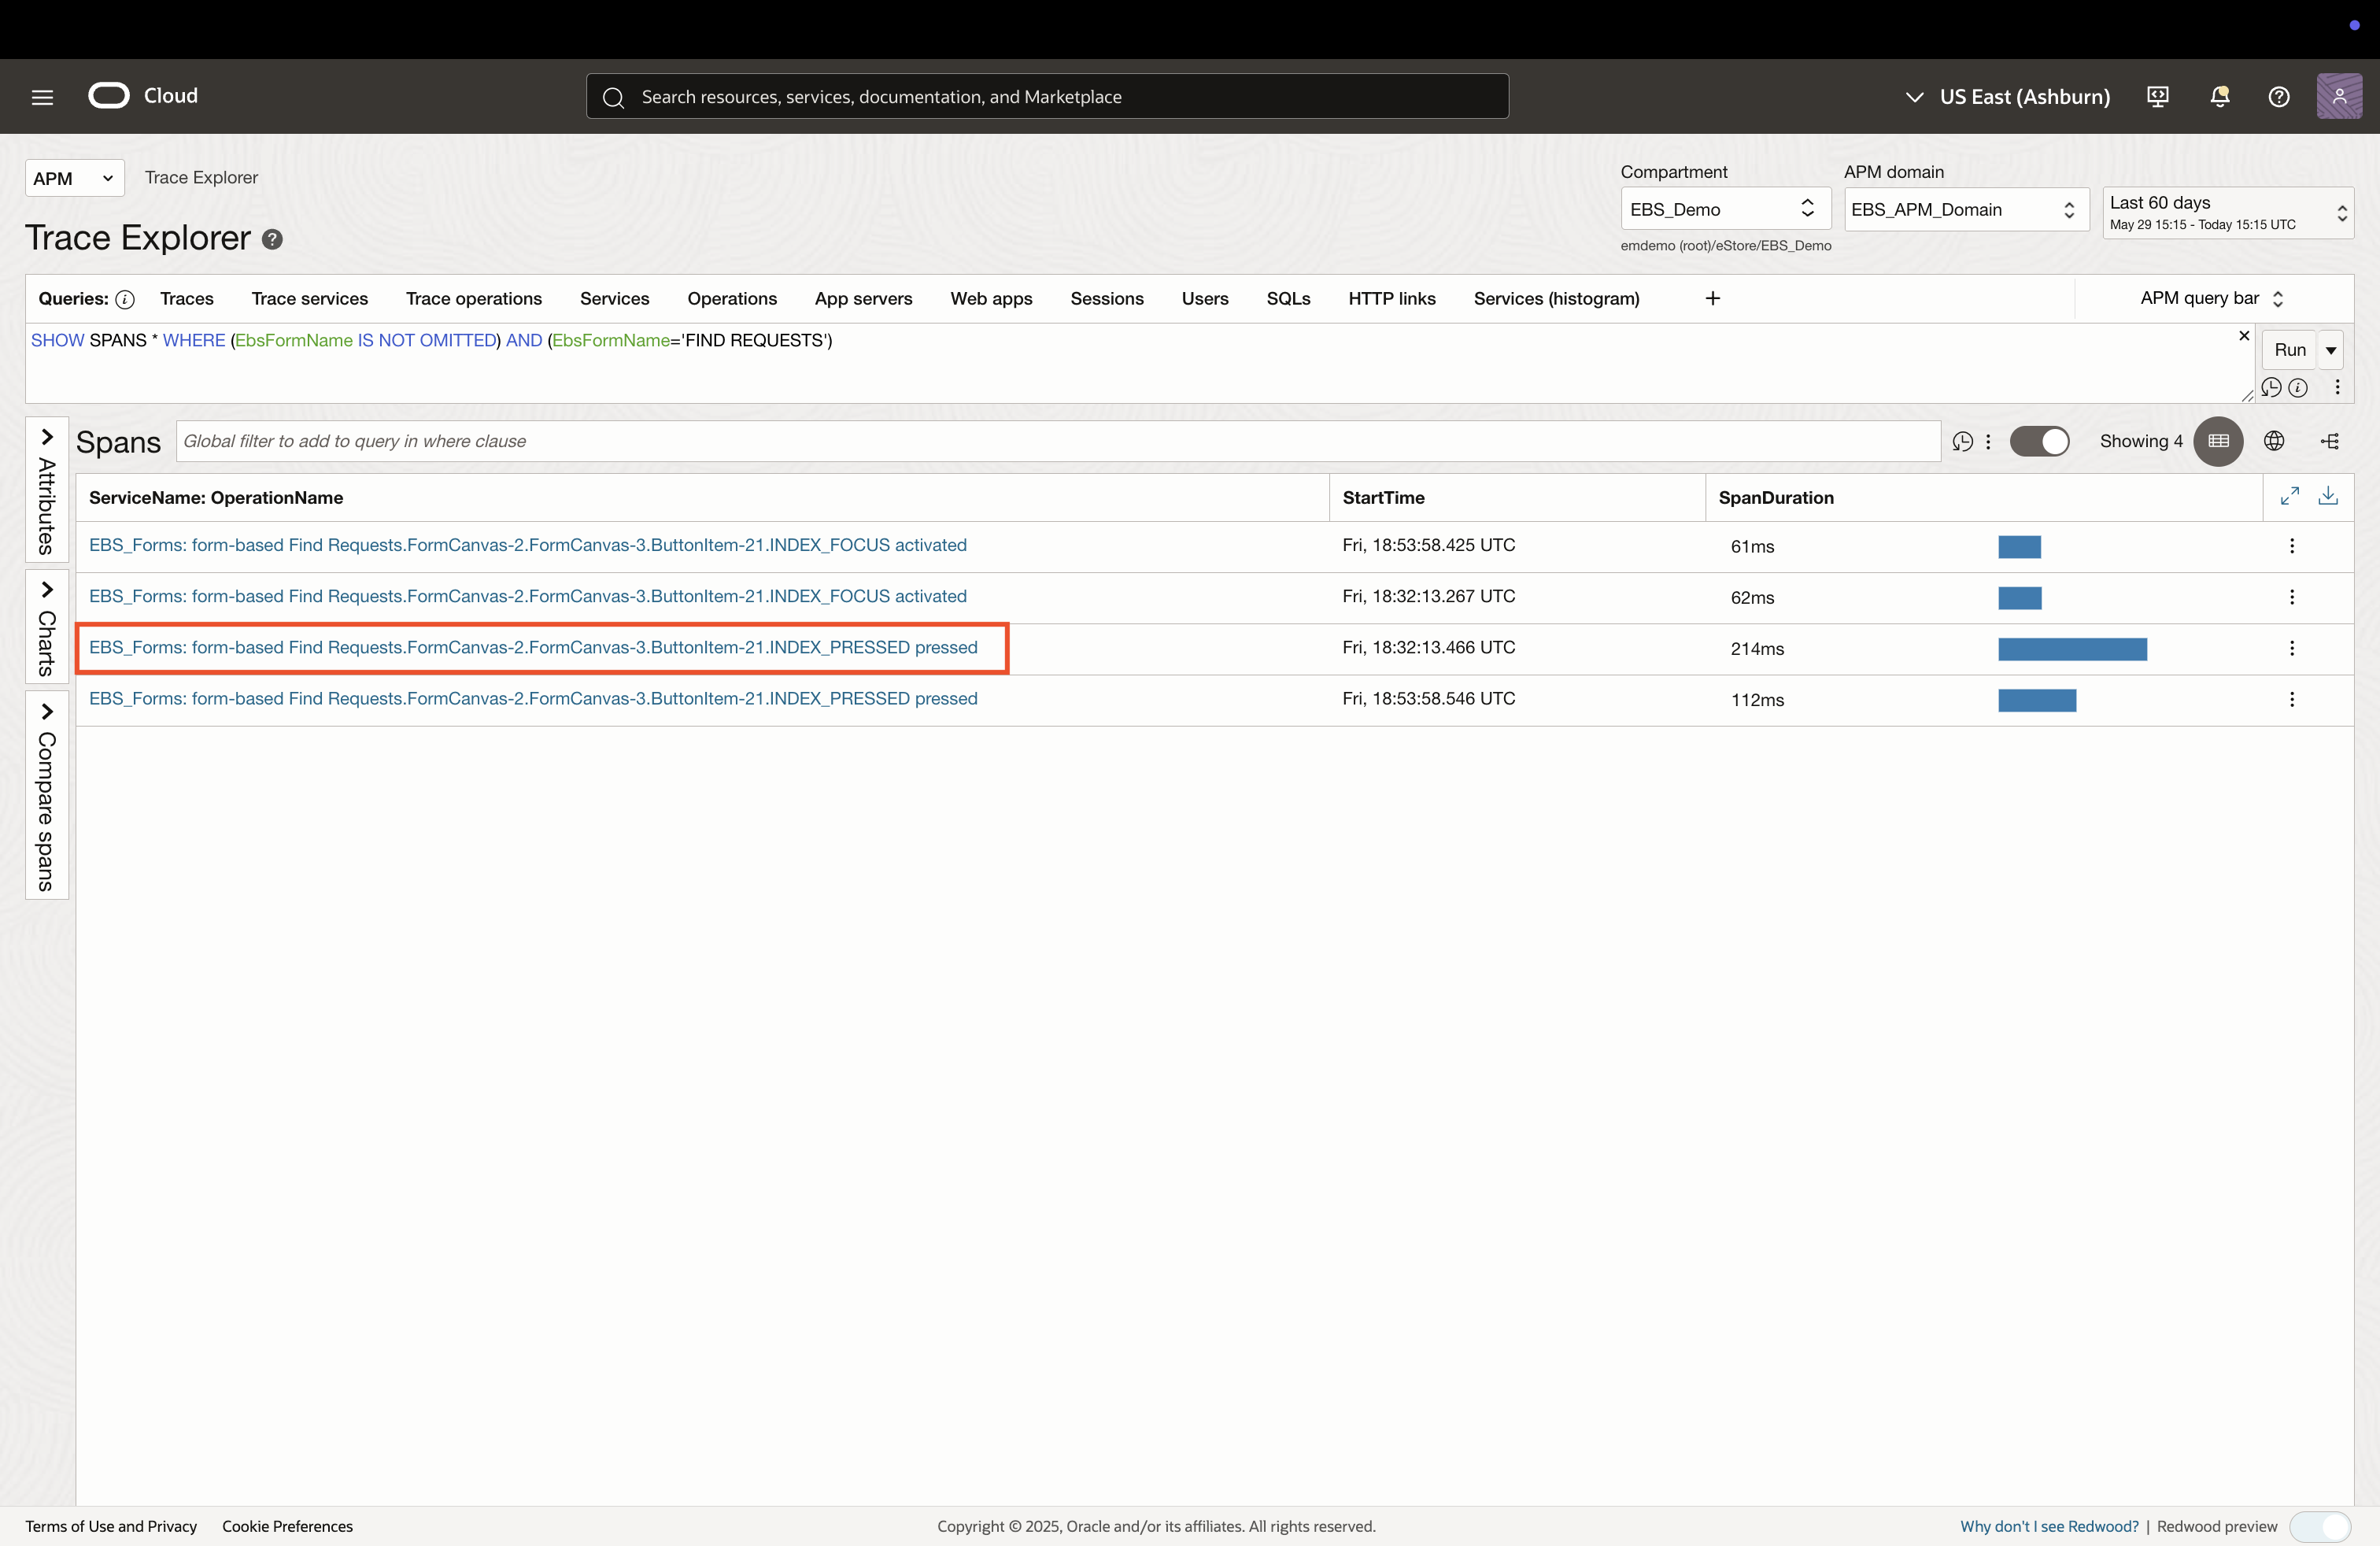 Cloud
Search resources, services, documentation, and Marketplace
US East (Ashburn)
APM
Trace Explorer
Compartment
APM domain
EBS_Demo
EBS_APM_Domain
Last 60 days
May 29 15:15 - Today 15:15 UTC
Trace Explorer
emdemo (root)/eStore/EBS_Demo
Queries: Traces Trace services Trace operations Services Operations App servers Web apps Sessions Users SQLs HTTP links Services (histogram) + APM query bar
SHOW SPANS * WHERE (EbsFormName IS NOT OMITTED) AND (EbsFormName='FIND REQUESTS')
Run
Attributes
Charts
Compare spans
Spans
Global filter to add to query in where clause
Showing 4
ServiceName: OperationName StartTime SpanDuration
EBS_Forms: form-based Find Requests.FormCanvas-2.FormCanvas-3.ButtonItem-21.INDEX_FOCUS activated Fri, 18:53:58.425 UTC 61ms
EBS_Forms: form-based Find Requests.FormCanvas-2.FormCanvas-3.ButtonItem-21.INDEX_FOCUS activated Fri, 18:32:13.267 UTC 62ms
EBS_Forms: form-based Find Requests.FormCanvas-2.FormCanvas-3.ButtonItem-21.INDEX_PRESSED pressed Fri, 18:32:13.466 UTC 214ms
EBS_Forms: form-based Find Requests.FormCanvas-2.FormCanvas-3.ButtonItem-21.INDEX_PRESSED pressed Fri, 18:53:58.546 UTC 112ms
Terms of Use and Privacy Cookie Preferences
Copyright © 2025, Oracle and/or its affiliates. All rights reserved.
Why don't I see Redwood? | Redwood preview